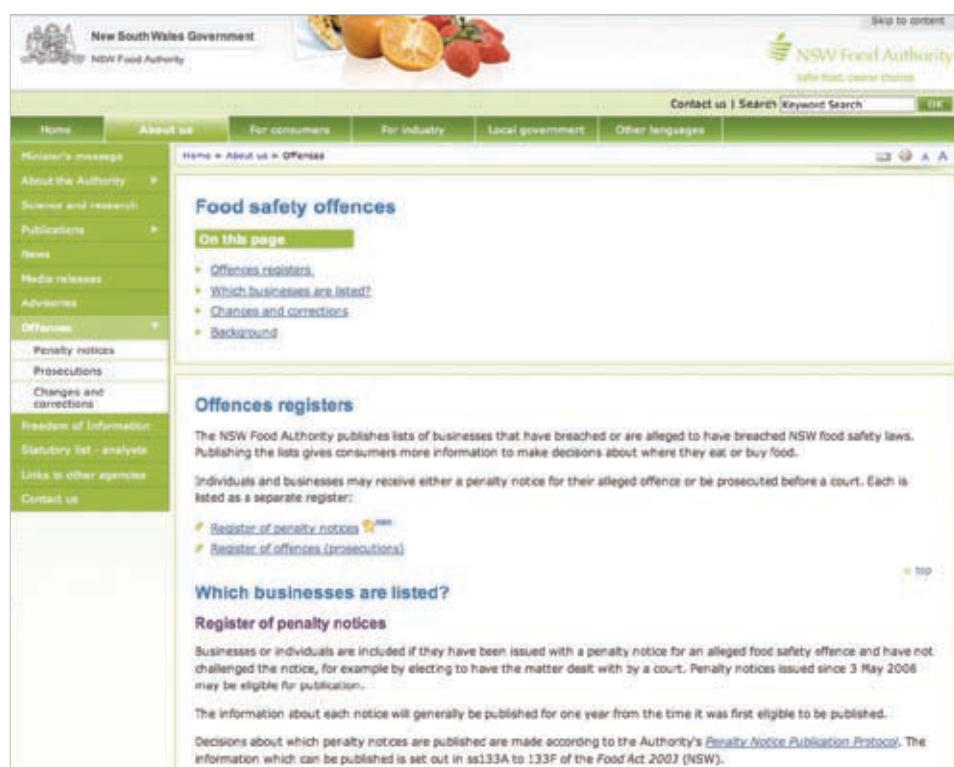 Skip to content
New South Wales Government
NSW Food Authority
NSW Food Authority
safer food, clearer choices
Contact us | Search Keyword Search OK
Home About us For consumers For industry Local government Other languages
Minister's message
About the Authority
Science and research
Publications
News
Media releases
Advisories
Offences
Penalty notices
Prosecutions
Changes and
corrections
Freedom of Information
Statutory list - analysts
Links to other agencies
Contact us
Home » About us » Offences
A A
Food safety offences
On this page
Offences registers
Which businesses are listed?
Changes and corrections
Background
Offences registers
The NSW Food Authority publishes lists of businesses that have breached or are alleged to have breached NSW food safety laws.
Publishing the lists gives consumers more information to make decisions about where they eat or buy food.
Individuals and businesses may receive either a penalty notice for their alleged offence or be prosecuted before a court. Each is
listed as a separate register:
Register of penalty notices new
Register of offences (prosecutions)
top
Which businesses are listed?
Register of penalty notices
Businesses or individuals are included if they have been issued with a penalty notice for an alleged food safety offence and have not
challenged the notice, for example by electing to have the matter dealt with by a court. Penalty notices issued since 3 May 2008
may be eligible for publication.
The information about each notice will generally be published for one year from the time it was first eligible to be published.
Decisions about which penalty notices are published are made according to the Authority's Penalty Notice Publication Protocol. The
information which can be published is set out in ss133A to 133F of the Food Act 2003 (NSW).